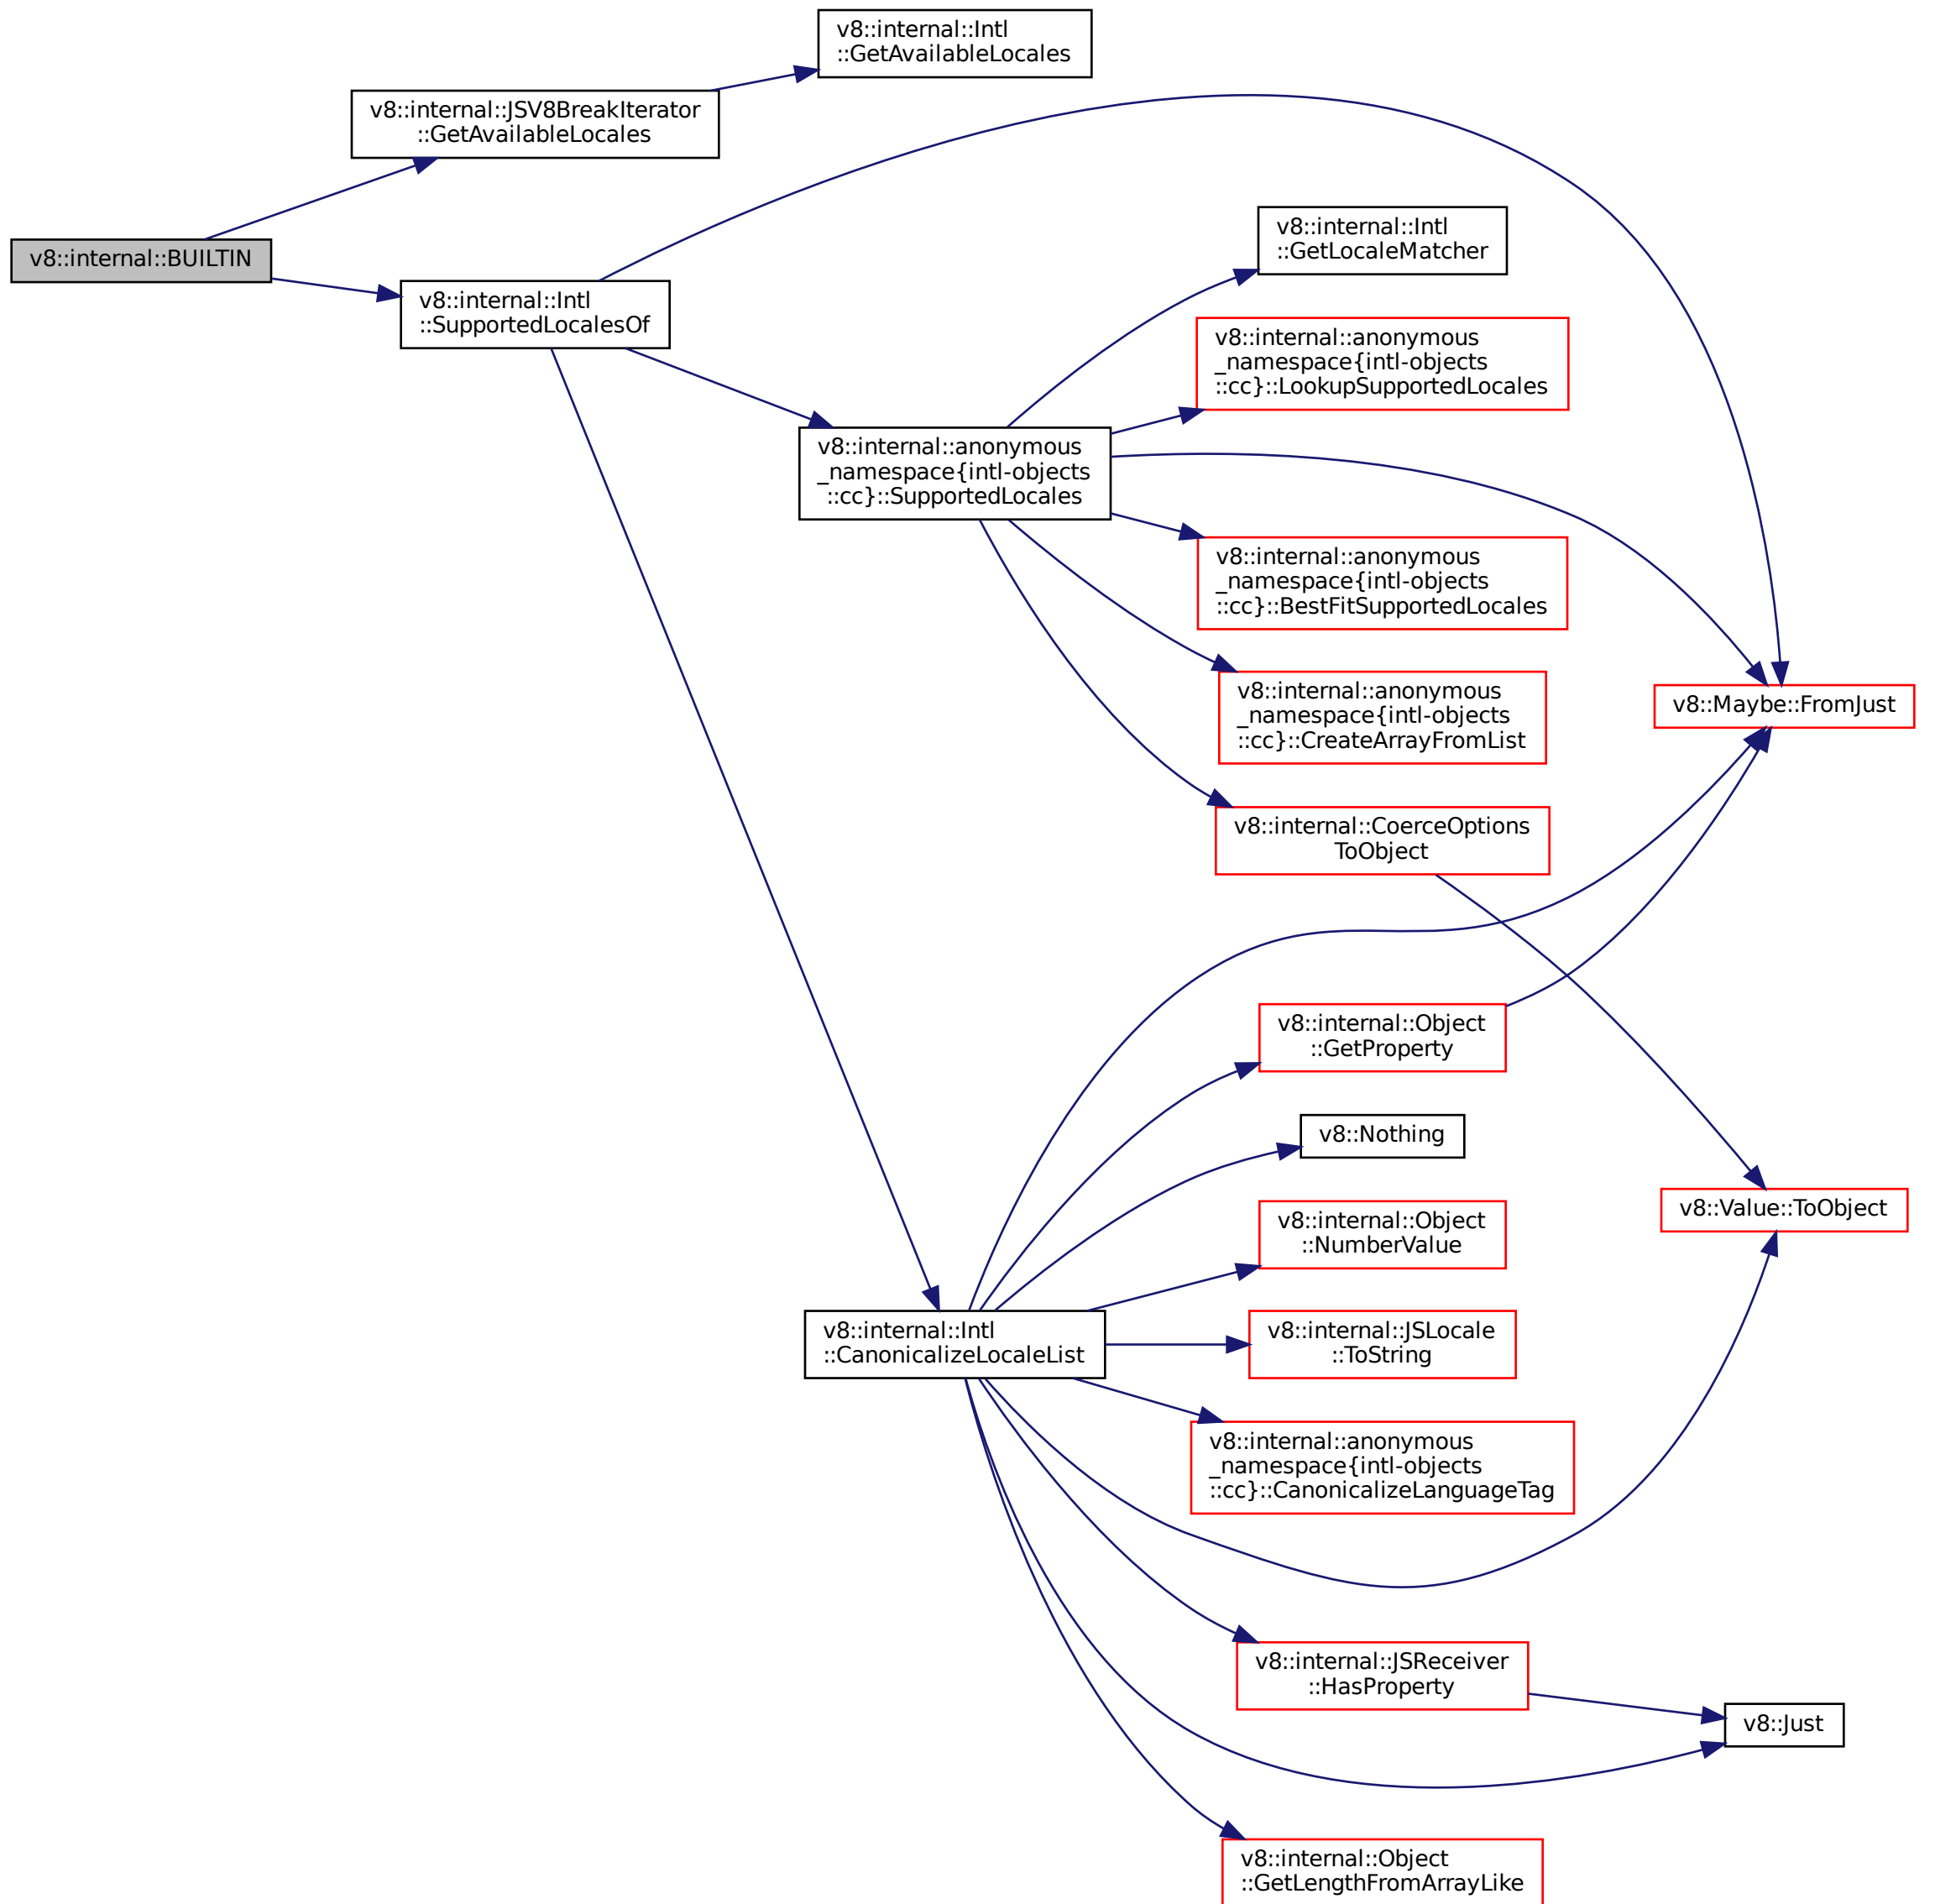 v8::internal::Intl
::GetAvailableLocales
v8::internal::JSV8BreakIterator
::GetAvailableLocales
v8::internal::BUILTIN
v8::internal::Intl
::SupportedLocalesOf
v8::internal::Intl
::GetLocaleMatcher
v8::internal::anonymous
_namespace{intl-objects
::cc}::LookupSupportedLocales
v8::internal::anonymous
_namespace{intl-objects
::cc}::SupportedLocales
v8::internal::anonymous
_namespace{intl-objects
::cc}::BestFitSupportedLocales
v8::internal::anonymous
_namespace{intl-objects
::cc}::CreateArrayFromList
v8::Maybe::FromJust
v8::internal::CoerceOptions
ToObject
v8::internal::Object
::GetProperty
v8::Nothing
v8::Value::ToObject
v8::internal::Object
::NumberValue
v8::internal::Intl
::CanonicalizeLocaleList
v8::internal::JSLocale
::ToString
v8::internal::anonymous
_namespace{intl-objects
::cc}::CanonicalizeLanguageTag
v8::internal::JSReceiver
::HasProperty
v8::Just
v8::internal::Object
::GetLengthFromArrayLike